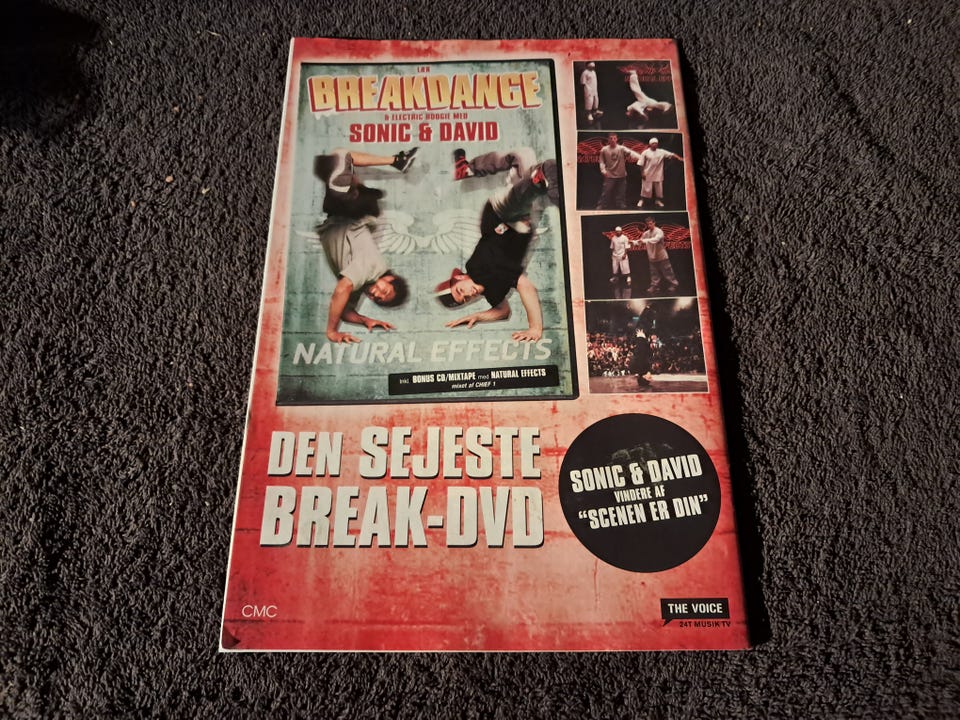 LÆR
BREAKDANCE
& ELECTRIC BOOGIE MED
SONIC & DAVID
NATURAL EFFECTS
Inkl. BONUS CD/MIXTAPE med NATURAL EFFECTS
mixet af CHIEF 1
DEN SEJESTE
BREAK-DVD
SONIC & DAVID
VINDERE AF
"SCENEN ER DIN"
CMC
THE VOICE
24T MUSIK TV